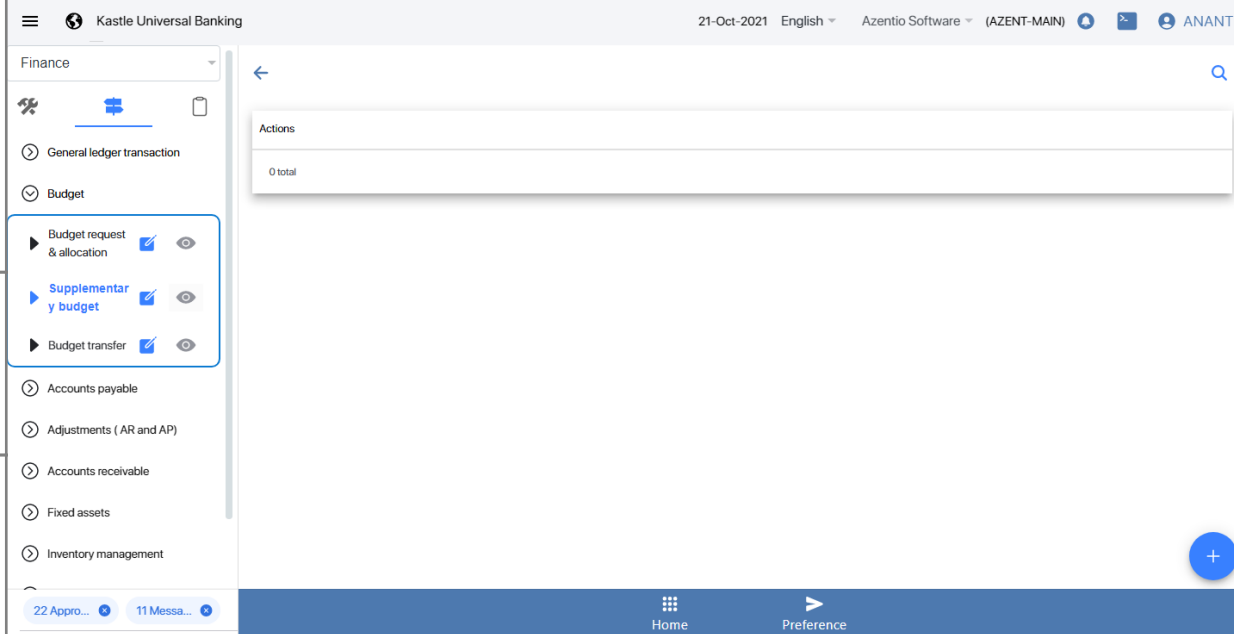 Kastle Universal Banking
21-Oct-2021 English Azentio Software (AZENT-MAIN) ANANT
Finance
Actions
General ledger transaction
0 total
Budget
Budget request
& allocation
Supplementar
y budget
Budget transfer
Accounts payable
Adjustments ( AR and AP)
Accounts receivable
Fixed assets
Inventory management
22 Appro...
11 Messa...
Home
Preference